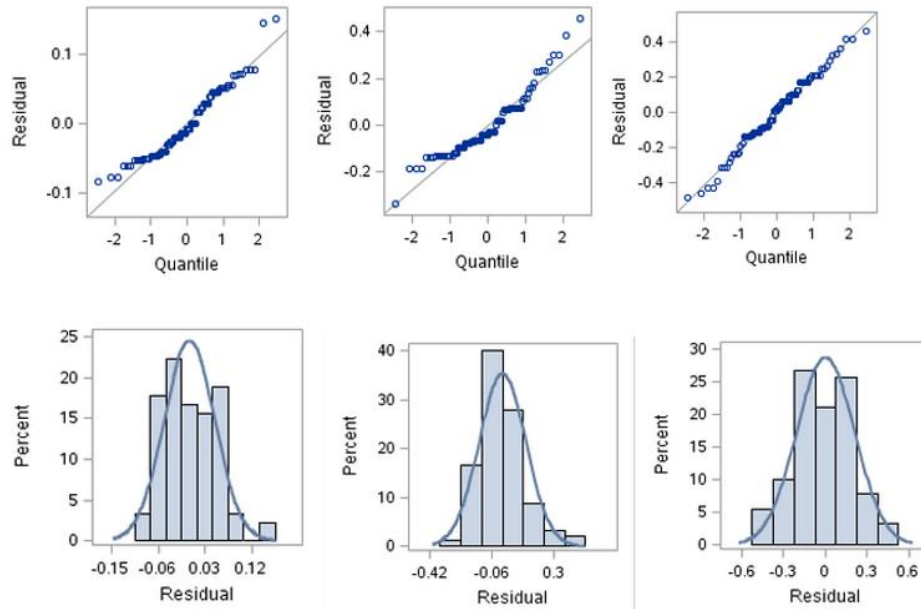 0.1
0.0
-0.1
Residual
-2 -1 0 1 2
Quantile
0.4
0.2
0.0
-0.2
Residual
-2 -1 0 1 2
Quantile
0.4
0.2
0.0
-0.2
-0.4
Residual
-2 -1 0 1 2
Quantile
25
20
15
10
5
0
Percent
-0.15 -0.06 0.03 0.12
Residual
40
30
20
10
0
Percent
-0.42 -0.06 0.3
Residual
30
25
20
15
10
5
0
Percent
-0.6 -0.3 0 0.3 0.6
Residual